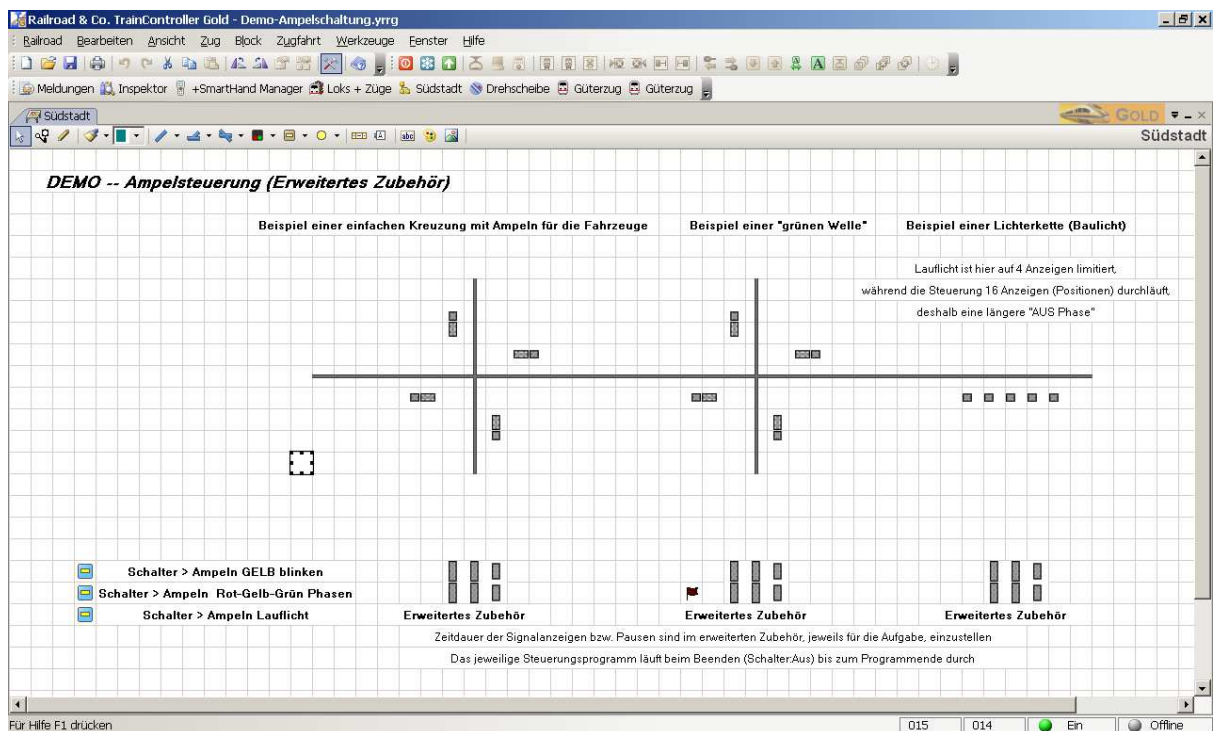 Railroad & Co. TrainController Gold - Demo-Ampelschaltung.yrrg
Railroad Bearbeiten Ansicht Zug Block Zugfahrt Werkzeuge Fenster Hilfe
Meldungen Inspektor +SmartHand Manager Loks + Züge Südstadt Drehscheibe Güterzug Güterzug
Südstadt GOLD
abc Südstadt
DEMO -- Ampelsteuerung (Erweitertes Zubehör)
Beispiel einer einfachen Kreuzung mit Ampeln für die Fahrzeuge Beispiel einer "grünen Welle" Beispiel einer Lichterkette (Baulicht)
Lauflicht ist hier auf 4 Anzeigen limitiert,
während die Steuerung 16 Anzeigen (Positionen) durchläuft,
deshalb eine längere "AUS Phase"
Schalter > Ampeln GELB blinken
Schalter > Ampeln Rot-Gelb-Grün Phasen
Schalter > Ampeln Lauflicht Erweitertes Zubehör Erweitertes Zubehör Erweitertes Zubehör
Zeitdauer der Signalanzeigen bzw. Pausen sind im erweiterten Zubehör, jeweils für die Aufgabe, einzustellen
Das jeweilige Steuerungsprogramm läuft beim Beenden (Schalter:Aus) bis zum Programmende durch
Für Hilfe F1 drücken 015 014 Ein Offline